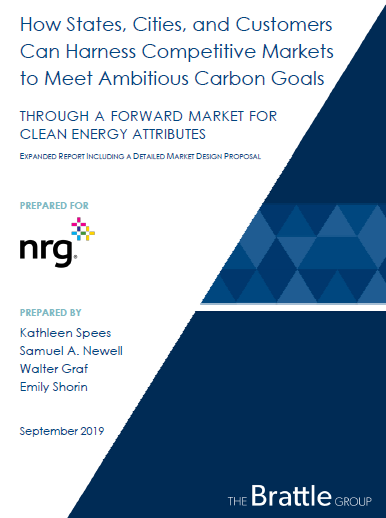 How States, Cities, and Customers
Can Harness Competitive Markets
to Meet Ambitious Carbon Goals
THROUGH A FORWARD MARKET FOR
CLEAN ENERGY ATTRIBUTES
EXPANDED REPORT INCLUDING A DETAILED MARKET DESIGN PROPOSAL
PREPARED FOR
nrg®
PREPARED BY
Kathleen Spees
Samuel A. Newell
Walter Graf
Emily Shorin
September 2019
THE Brattle GROUP